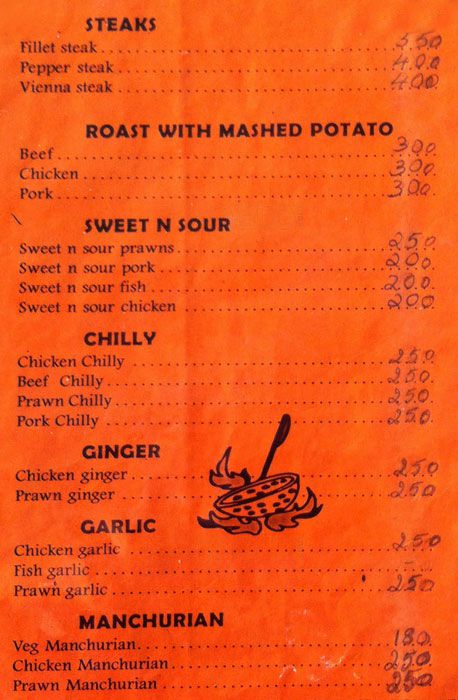 STEAKS
Fillet steak 350
Pepper steak 400
Vienna steak 400
ROAST WITH MASHED POTATO
Beef 300
Chicken 300
Pork 300
SWEET N SOUR
Sweet n sour prawns 250
Sweet n sour pork 200
Sweet n sour fish 200
Sweet n sour chicken 200
CHILLY
Chicken Chilly 250
Beef Chilly 250
Prawn Chilly 250
Pork Chilly 250
GINGER
Chicken ginger 250
Prawn ginger 250
GARLIC
Chicken garlic 250
Fish garlic
Prawn garlic 250
MANCHURIAN
Veg Manchurian 180
Chicken Manchurian 250
Prawn Manchurian 250